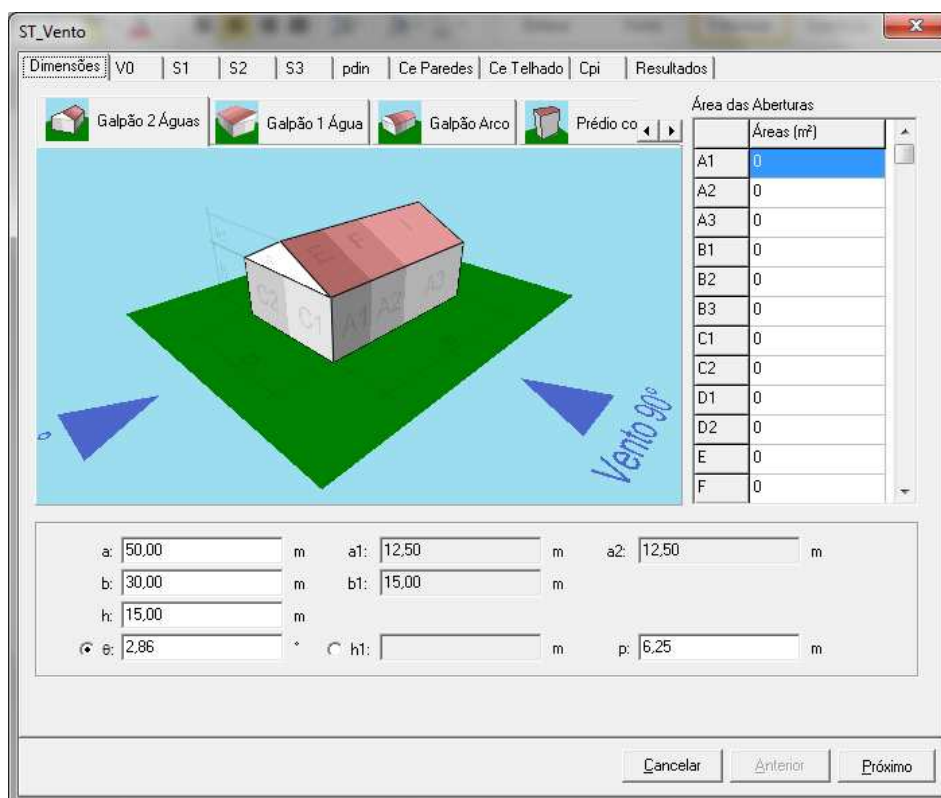 ST_Vento
Dimensões V0 S1 S2 S3 pdin Ce Paredes Ce Telhado Cpi Resultados
Galpão 2 Águas Galpão 1 Água Galpão Arco Prédio co
Área das Aberturas
Áreas (m²)
A1 0
A2 0
A3 0
B1 0
B2 0
B3 0
C1 0
C2 0
D1 0
D2 0
E 0
F 0
E F I
C2 C1 A1 A2 A3
0 Vento 90°
a: 50,00 m a1: 12,50 m a2: 12,50 m
b: 30,00 m b1: 15,00 m
h: 15,00 m
θ: 2,86 ° h1: m p: 6,25 m
Cancelar Anterior Próximo